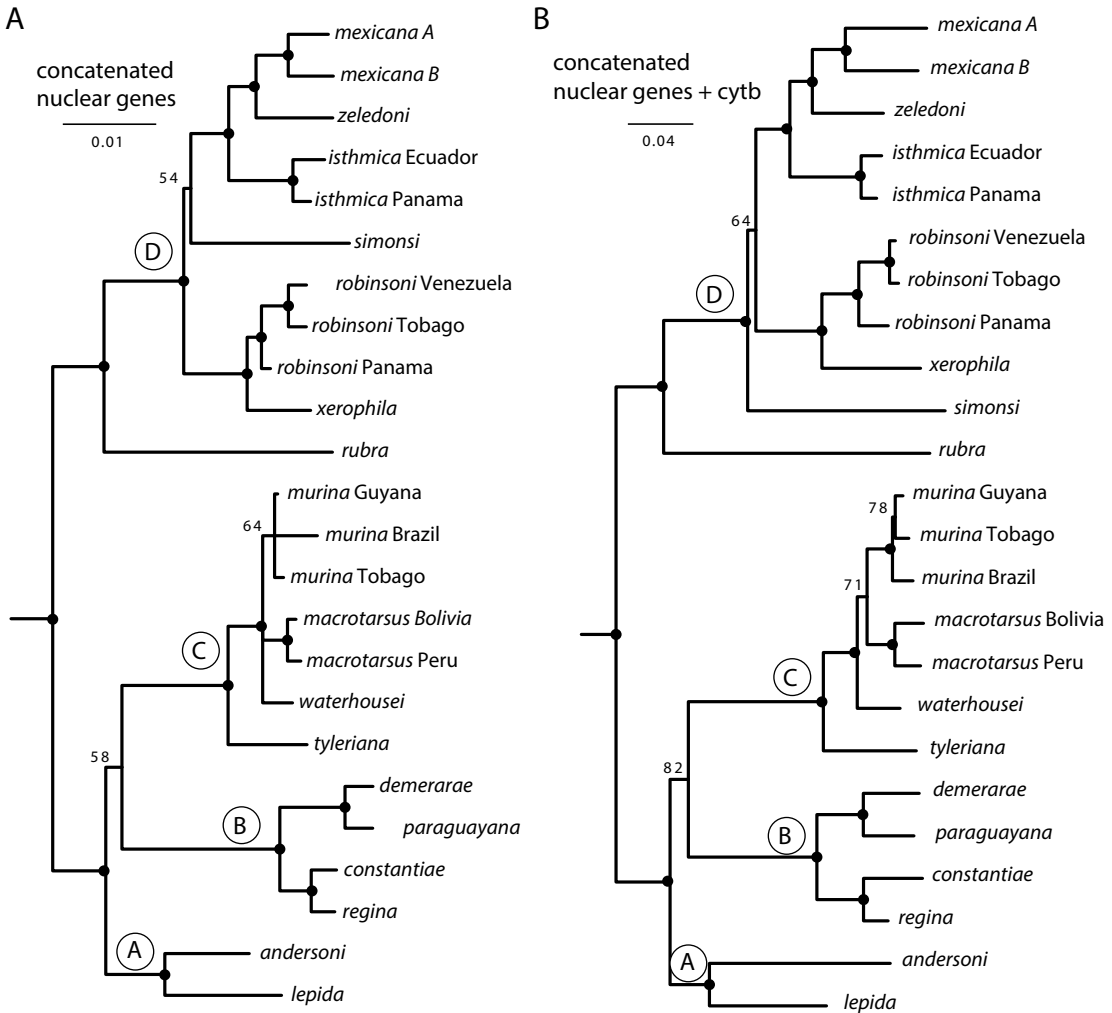 A
concatenated
nuclear genes
0.01
mexicana A
mexicana B
zeledoni
isthmica Ecuador
54
isthmica Panama
D
simonsi
robinsoni Venezuela
robinsoni Tobago
robinsoni Panama
xerophila
rubra
murina Guyana
64
murina Brazil
murina Tobago
macrotarsus Bolivia
C
macrotarsus Peru
waterhousei
tyleriana
58
demerarae
B
paraguayana
constantiae
regina
A
andersoni
lepida
B
concatenated
nuclear genes + cytb
0.04
mexicana A
mexicana B
zeledoni
isthmica Ecuador
isthmica Panama
64
robinsoni Venezuela
robinsoni Tobago
D
robinsoni Panama
xerophila
simonsi
rubra
murina Guyana
78
murina Tobago
murina Brazil
71
macrotarsus Bolivia
macrotarsus Peru
C
waterhousei
tyleriana
82
demerarae
B
paraguayana
constantiae
regina
A
andersoni
lepida